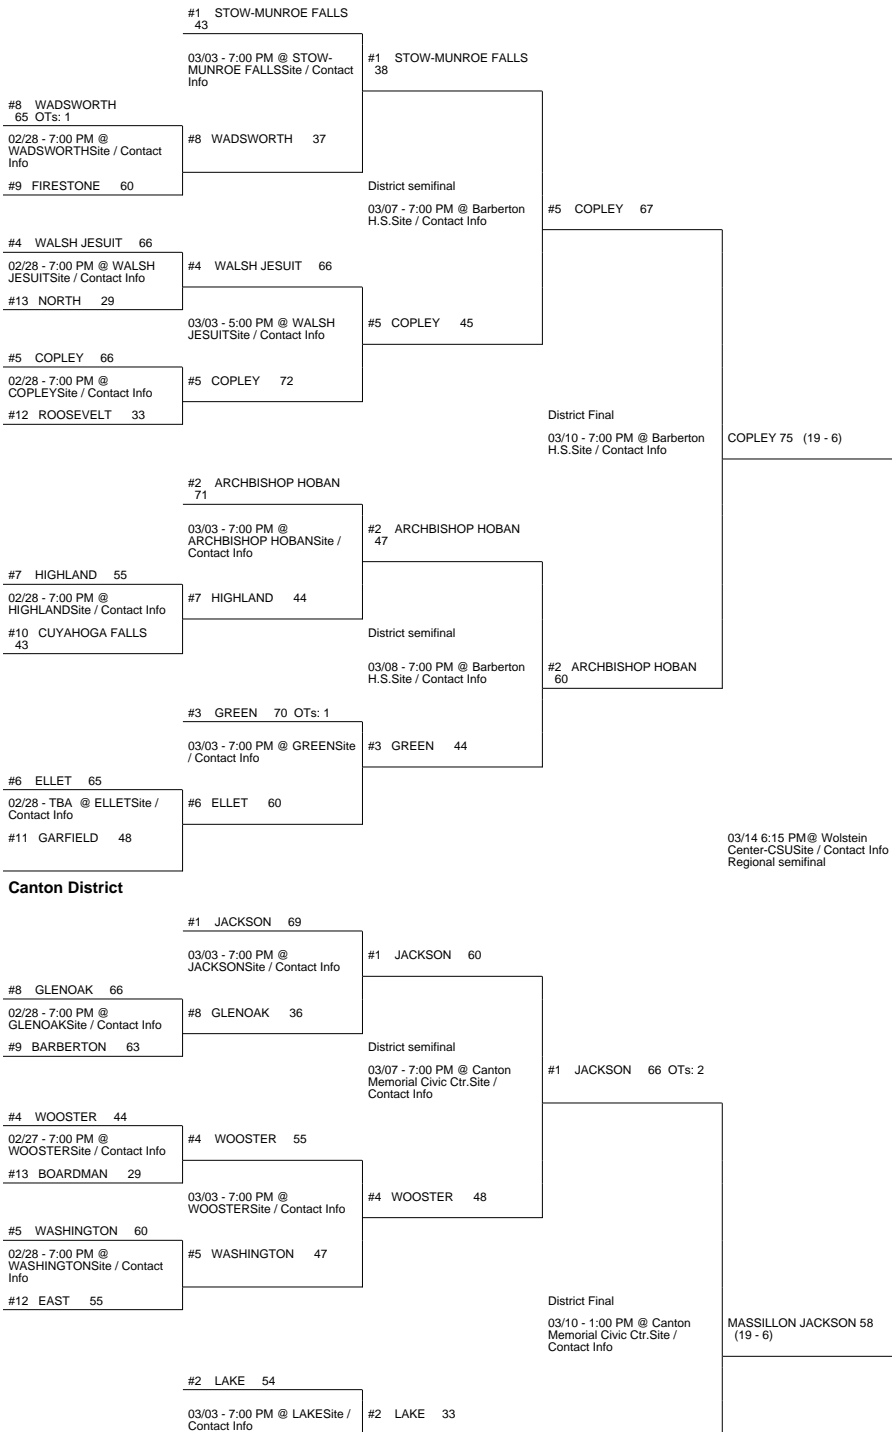 #1 STOW-MUNROE FALLS
43
03/03 - 7:00 PM @ STOW-
MUNROE FALLSSite / Contact
Info
#1 STOW-MUNROE FALLS
38
#8 WADSWORTH
65 OTs: 1
02/28 - 7:00 PM @
WADSWORTHSite / Contact
Info
#8 WADSWORTH 37
#9 FIRESTONE 60
District semifinal
03/07 - 7:00 PM @ Barberton
H.S.Site / Contact Info
#5 COPLEY 67
#4 WALSH JESUIT 66
02/28 - 7:00 PM @ WALSH
JESUITSite / Contact Info
#4 WALSH JESUIT 66
#13 NORTH 29
03/03 - 5:00 PM @ WALSH
JESUITSite / Contact Info
#5 COPLEY 45
#5 COPLEY 66
02/28 - 7:00 PM @
COPLEYSite / Contact Info
#5 COPLEY 72
#12 ROOSEVELT 33
District Final
03/10 - 7:00 PM @ Barberton
H.S.Site / Contact Info
COPLEY 75 (19 - 6)
#2 ARCHBISHOP HOBAN
71
03/03 - 7:00 PM @
ARCHBISHOP HOBANSite /
Contact Info
#2 ARCHBISHOP HOBAN
47
#7 HIGHLAND 55
02/28 - 7:00 PM @
HIGHLANDSite / Contact Info
#7 HIGHLAND 44
#10 CUYAHOGA FALLS
43
District semifinal
03/08 - 7:00 PM @ Barberton
H.S.Site / Contact Info
#2 ARCHBISHOP HOBAN
60
#3 GREEN 70 OTs: 1
03/03 - 7:00 PM @ GREENSite
/ Contact Info
#3 GREEN 44
#6 ELLET 65
02/28 - TBA @ ELLETSite /
Contact Info
#6 ELLET 60
#11 GARFIELD 48
03/14 6:15 PM@ Wolstein
Center-CSUSite / Contact Info
Regional semifinal
Canton District
#1 JACKSON 69
03/03 - 7:00 PM @
JACKSONSite / Contact Info
#1 JACKSON 60
#8 GLENOAK 66
02/28 - 7:00 PM @
GLENOAKSite / Contact Info
#8 GLENOAK 36
#9 BARBERTON 63
District semifinal
03/07 - 7:00 PM @ Canton
Memorial Civic Ctr.Site /
Contact Info
#1 JACKSON 66 OTs: 2
#4 WOOSTER 44
02/27 - 7:00 PM @
WOOSTERSite / Contact Info
#4 WOOSTER 55
#13 BOARDMAN 29
03/03 - 7:00 PM @
WOOSTERSite / Contact Info
#4 WOOSTER 48
#5 WASHINGTON 60
02/28 - 7:00 PM @
WASHINGTONSite / Contact
Info
#5 WASHINGTON 47
#12 EAST 55
District Final
03/10 - 1:00 PM @ Canton
Memorial Civic Ctr.Site /
Contact Info
MASSILLON JACKSON 58
(19 - 6)
#2 LAKE 54
03/03 - 7:00 PM @ LAKESite /
Contact Info
#2 LAKE 33